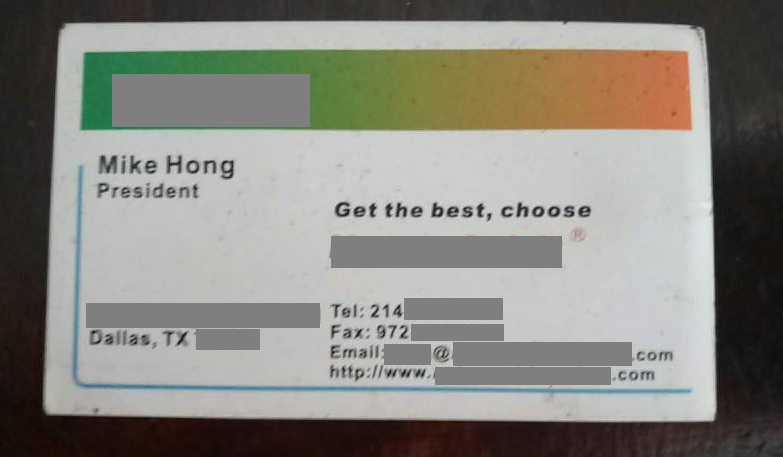 Mike Hong
President
Get the best, choose
®
Dallas, TX
Tel: 214
Fax: 972
Email: @ .com
http://www. .com